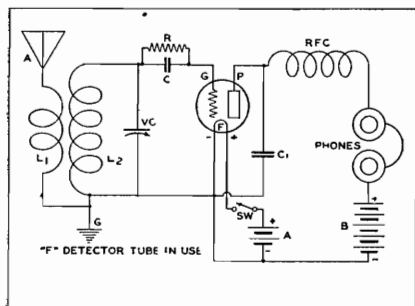 A
L1
L2
R
C
VC
G
P
F
- +
RFC
C1
PHONES
SW
+
A
-
+
B
-
G
"F" DETECTOR TUBE IN USE